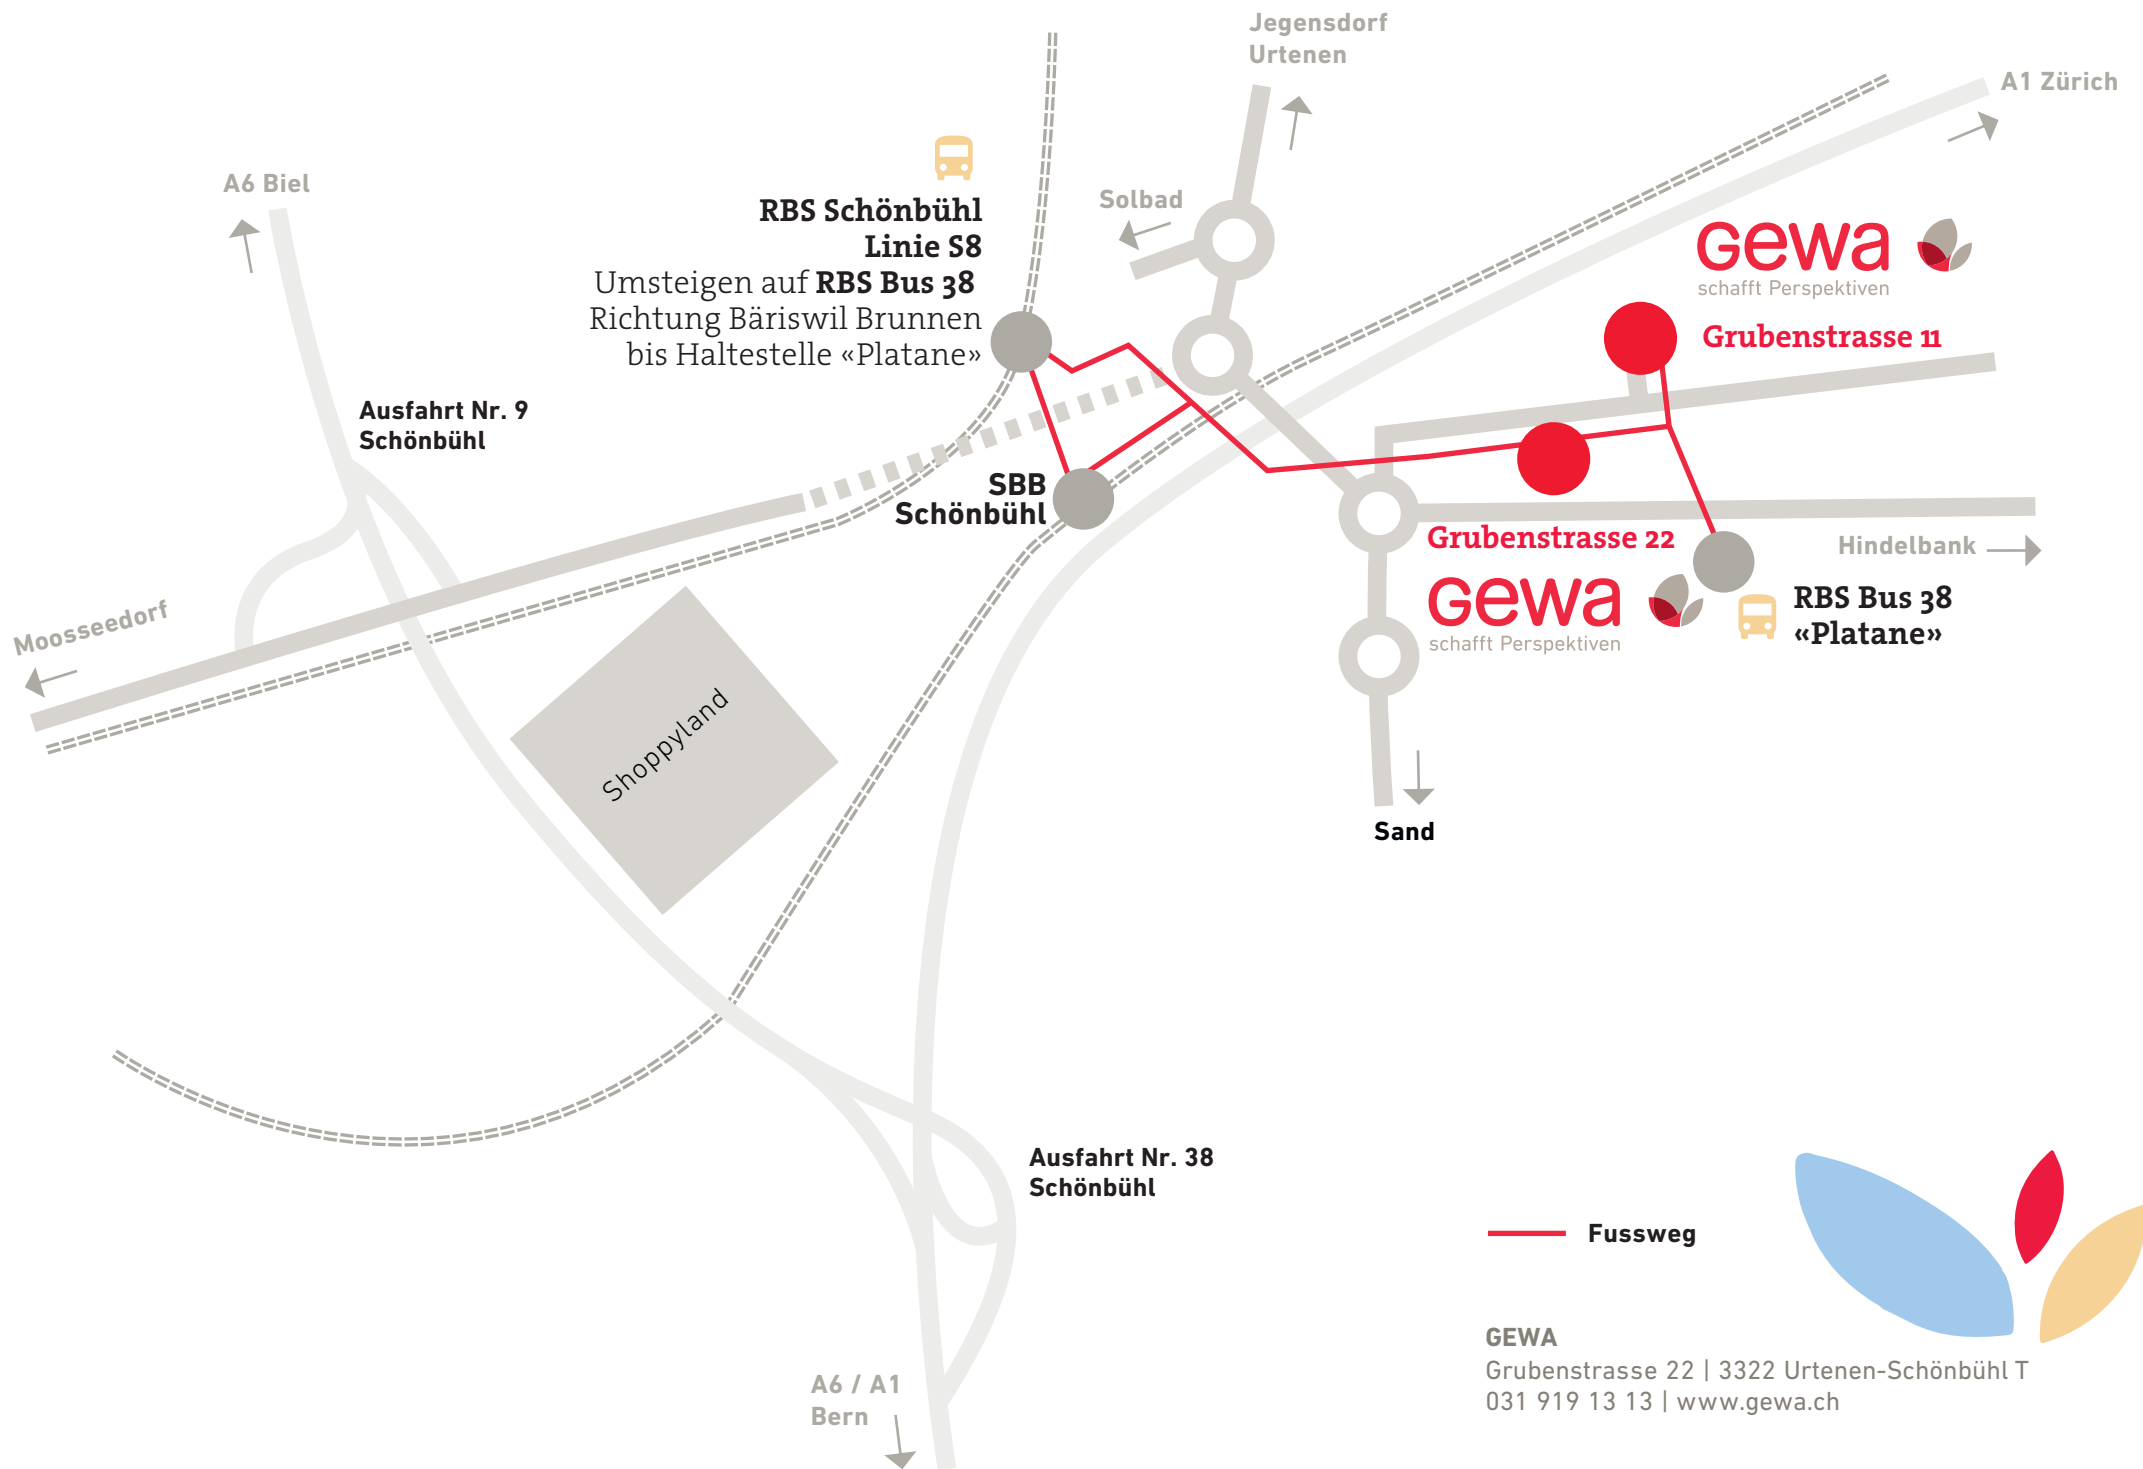 Jegensdorf
Urtenen
A1 Zürich
A6 Biel
Solbad
RBS Schönbühl
Linie S8
Umsteigen auf RBS Bus 38
Richtung Bäriswil Brunnen
bis Haltestelle «Platane»
Gewa
schafft Perspektiven
Grubenstrasse 11
Ausfahrt Nr. 9
Schönbühl
SBB
Schönbühl
Grubenstrasse 22
Gewa
schafft Perspektiven
Hindelbank
RBS Bus 38
«Platane»
Moosseedorf
Shoppyland
Sand
Ausfahrt Nr. 38
Schönbühl
Fussweg
A6 / A1
Bern
GEWA
Grubenstrasse 22 | 3322 Urtenen-Schönbühl T
031 919 13 13 | www.gewa.ch